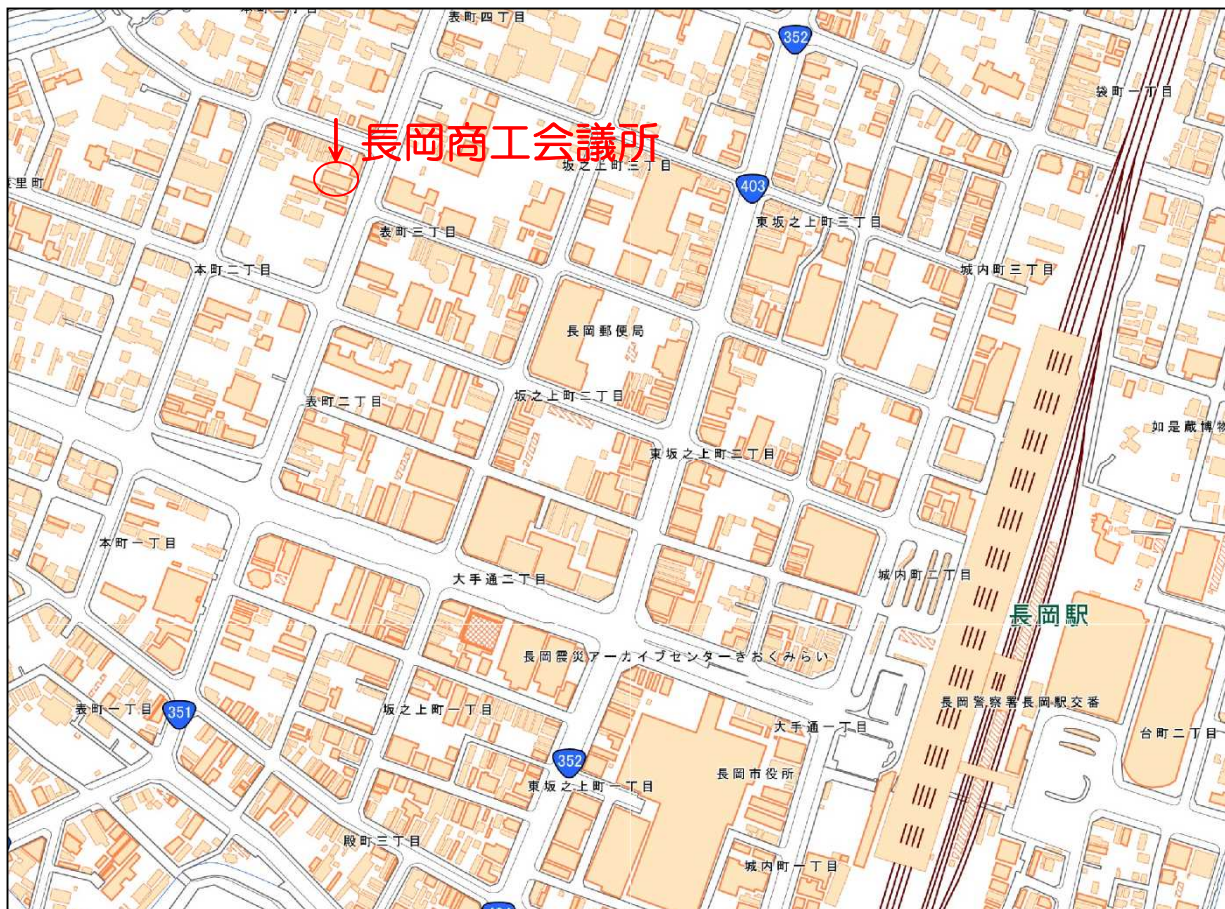 表町四丁目
352
袋町一丁目
長岡商工会議所
坂之上町三丁目
403
東坂之上町三丁目
表町三丁目
本町二丁目
城内町三丁目
長岡郵便局
坂之上町二丁目
表町二丁目
如是蔵博物
東坂之上町二丁目
本町一丁目
大手通二丁目
城内町二丁目
長岡駅
長岡震災アーカイブセンターきおくみらい
表町一丁目
351
坂之上町一丁目
長岡警察署長岡駅交番
大手通一丁目
台町二丁目
352
長岡市役所
東坂之上町一丁目
殿町三丁目
城内町一丁目